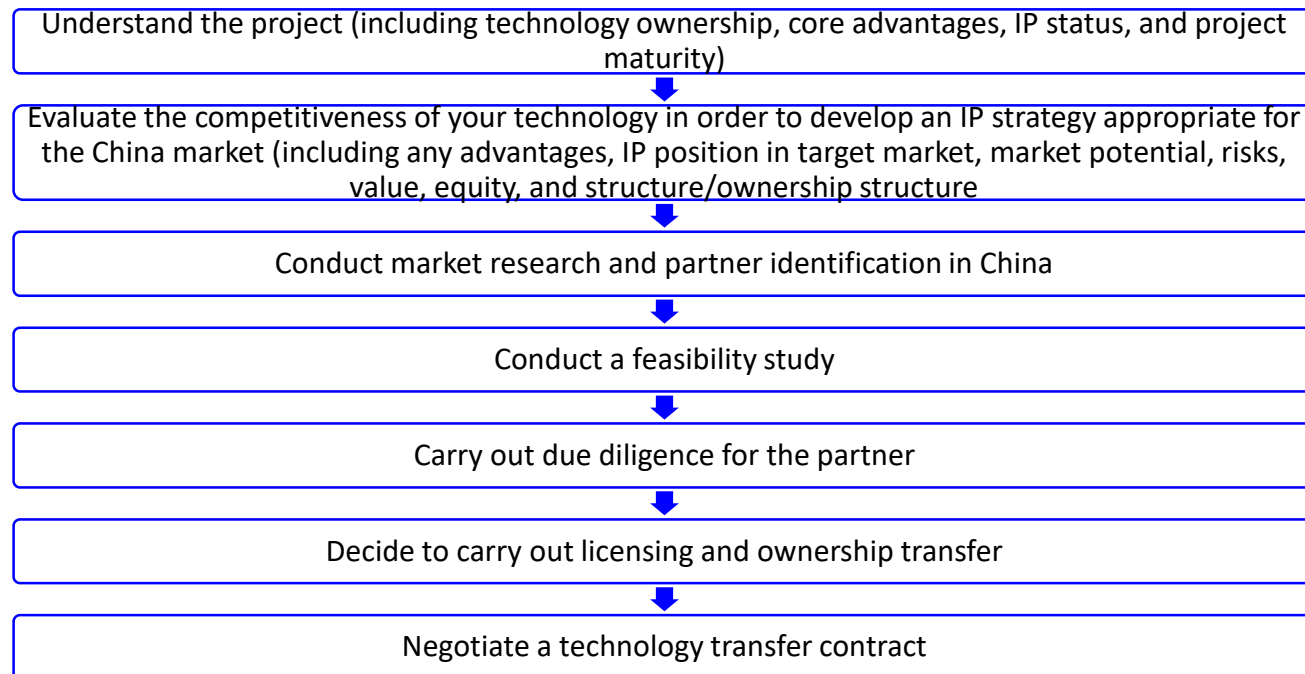 Understand the project (including technology ownership, core advantages, IP status, and project
maturity)
Evaluate the competitiveness of your technology in order to develop an IP strategy appropriate for
the China market (including any advantages, IP position in target market, market potential, risks,
value, equity, and structure/ownership structure
Conduct market research and partner identification in China
Conduct a feasibility study
Carry out due diligence for the partner
Decide to carry out licensing and ownership transfer
Negotiate a technology transfer contract